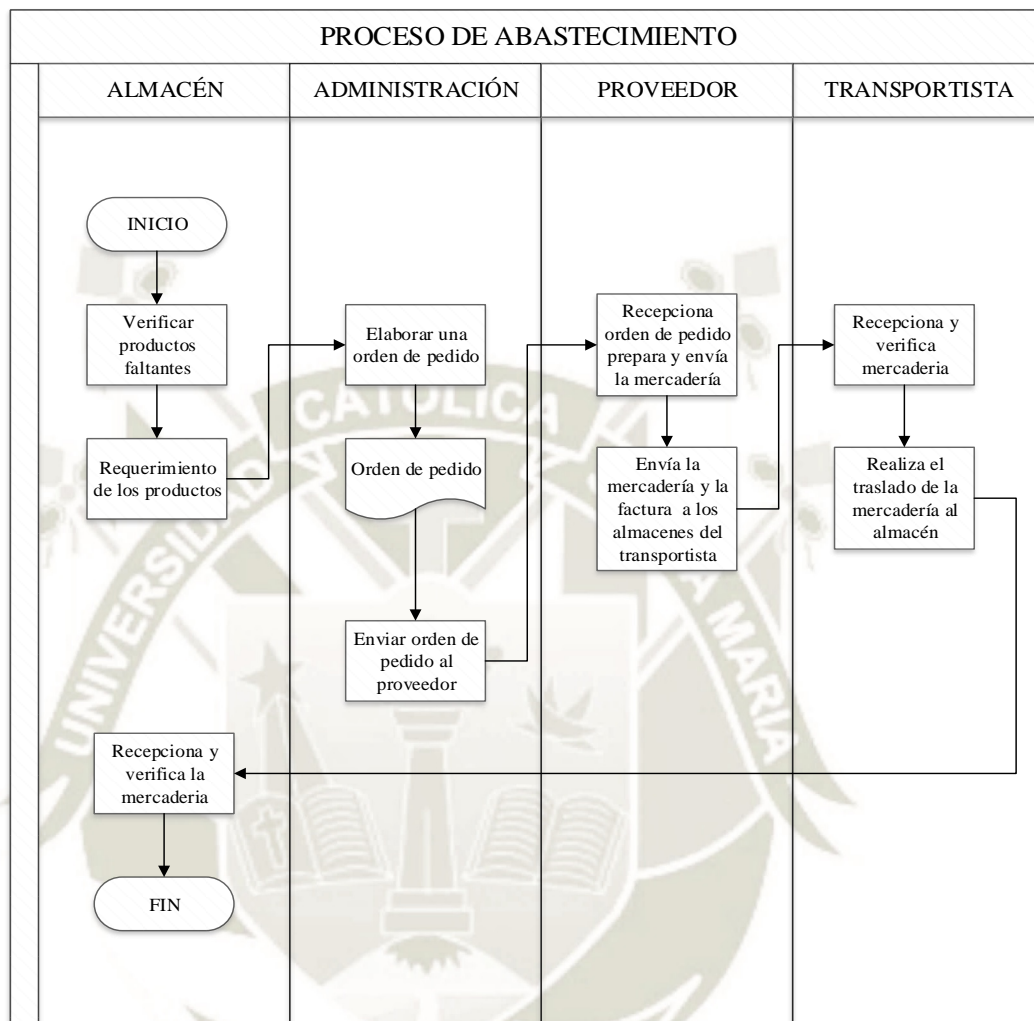 PROCESO DE ABASTECIMIENTO
ALMACÉN
ADMINISTRACIÓN
PROVEEDOR
TRANSPORTISTA
INICIO
Verificar
productos
faltantes
Requerimiento
de los productos
Elaborar una
orden de pedido
Orden de pedido
Enviar orden de
pedido al
proveedor
Recepciona
orden de pedido
prepara y envía
la mercadería
Envía la
mercadería y la
factura a los
almacenes del
transportista
Recepciona y
verifica
mercaderia
Realiza el
traslado de la
mercadería al
almacén
Recepciona y
verifica la
mercaderia
FIN
UNIVERSIDAD CATOLICA
A MARIA